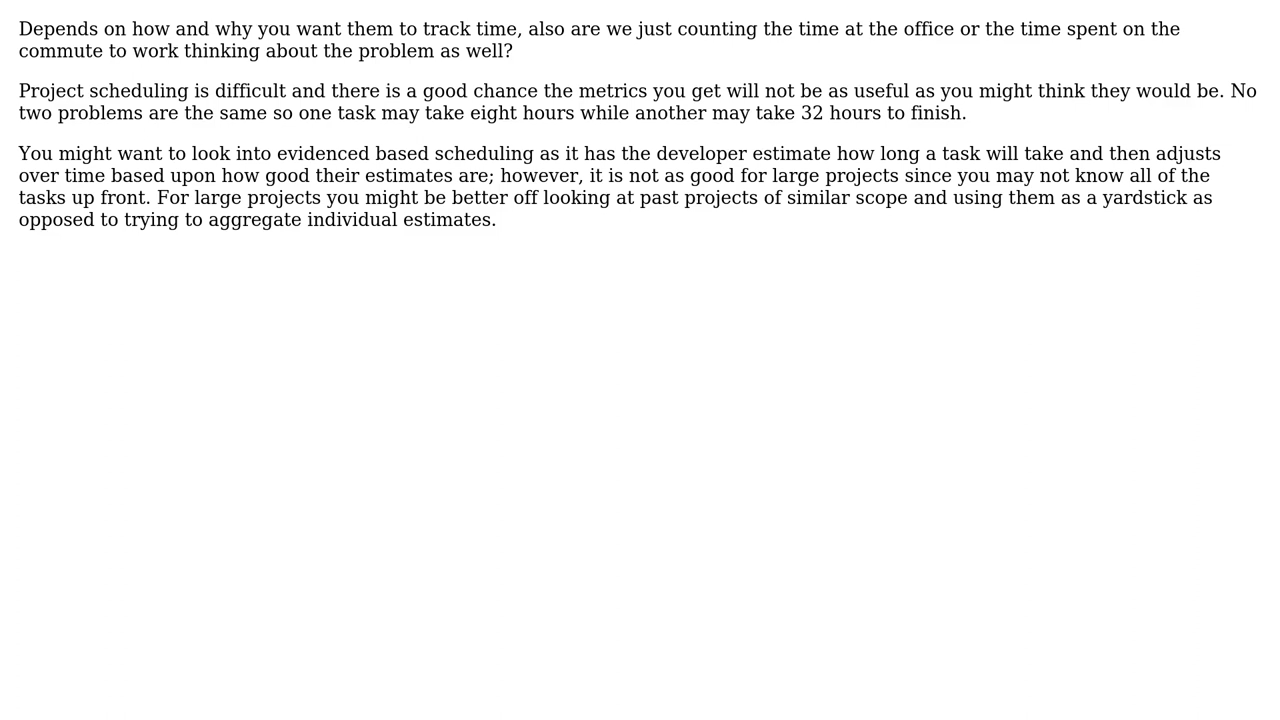 Depends on how and why you want them to track time, also are we just counting the time at the office or the time spent on the
commute to work thinking about the problem as well?
Project scheduling is difficult and there is a good chance the metrics you get will not be as useful as you might think they would be. No
two problems are the same so one task may take eight hours while another may take 32 hours to finish.
You might want to look into evidenced based scheduling as it has the developer estimate how long a task will take and then adjusts
over time based upon how good their estimates are; however, it is not as good for large projects since you may not know all of the
tasks up front. For large projects you might be better off looking at past projects of similar scope and using them as a yardstick as
opposed to trying to aggregate individual estimates.